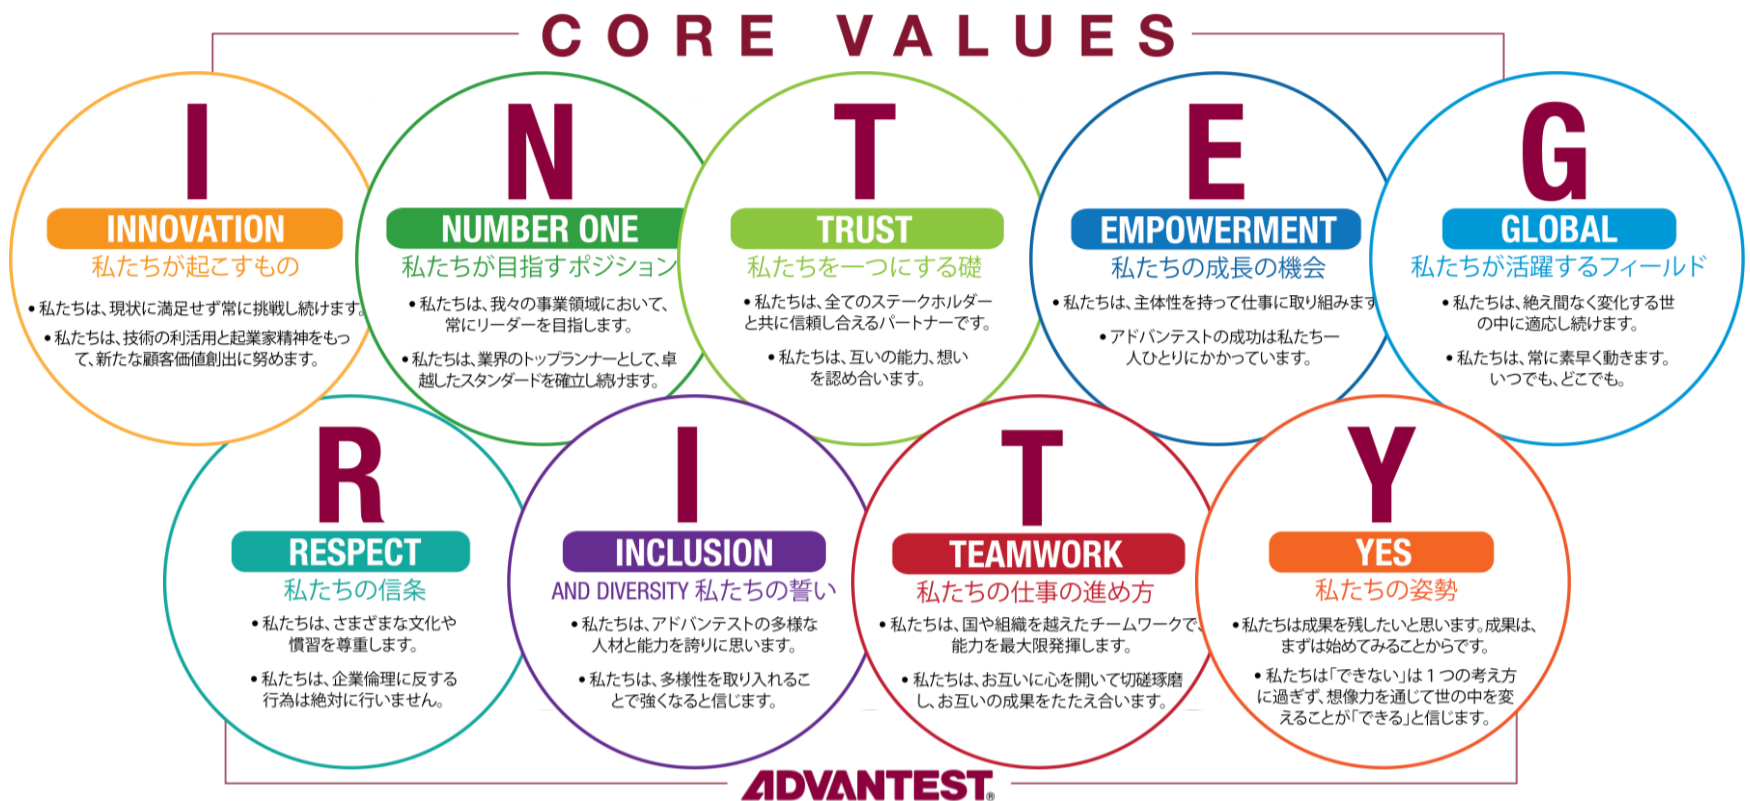 CORE VALUES
I
INNOVATION
私たちが起こすもの
• 私たちは、現状に満足せず常に挑戦し続けます。
• 私たちは、技術の利活用と起業家精神をもっ
て、新たな顧客価値創出に努めます。
N
NUMBER ONE
私たちが目指すポジション
• 私たちは、我々の事業領域において、
常にリーダーを目指します。
• 私たちは、業界のトップランナーとして、卓
越したスタンダードを確立し続けます。
T
TRUST
私たちを一つにする礎
• 私たちは、全てのステークホルダー
と共に信頼し合えるパートナーです。
• 私たちは、互いの能力、想い
を認め合います。
E
EMPOWERMENT
私たちの成長の機会
• 私たちは、主体性を持って仕事に取り組みます
• アドバンテストの成功は私たち一
人ひとりにかかっています。
G
GLOBAL
私たちが活躍するフィールド
• 私たちは、絶え間なく変化する世
の中に適応し続けます。
• 私たちは、常に素早く動きます。
いつでも、どこでも。
R
RESPECT
私たちの信条
• 私たちは、さまざまな文化や
慣習を尊重します。
• 私たちは、企業倫理に反する
行為は絶対に行いません。
I
INCLUSION
AND DIVERSITY 私たちの誓い
• 私たちは、アドバンテストの多様な
人材と能力を誇りに思います。
• 私たちは、多様性を取り入れるこ
とで強くなると信じます。
T
TEAMWORK
私たちの仕事の進め方
• 私たちは、国や組織を越えたチームワークで、
能力を最大限発揮します。
• 私たちは、お互いに心を開いて切磋琢磨
し、お互いの成果をたたえ合います。
Y
YES
私たちの姿勢
• 私たちは成果を残したいと思います。成果は、
まずは始めてみることからです。
• 私たちは「できない」は１つの考え方
に過ぎず、想像力を通じて世の中を変
えることが「できる」と信じます。
ADVANTEST®